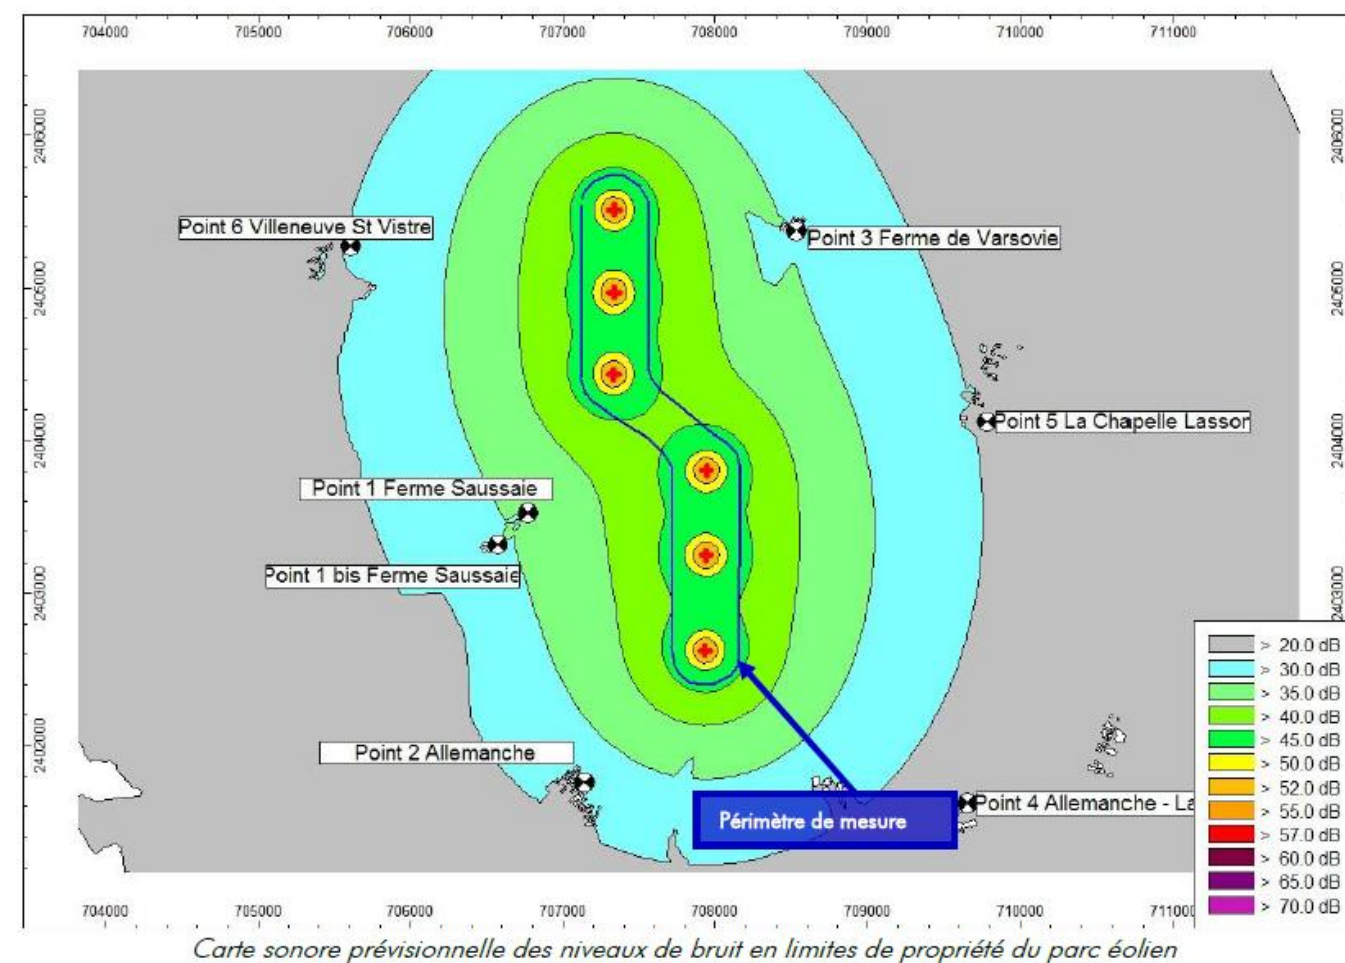 704000 705000 706000 707000 708000 709000 710000 711000
2406000 2406000
Point 6 Villeneuve St Vistre
Point 3 Ferme de Varsovie
2405000 2405000
Point 5 La Chapelle Lasson
2404000 2404000
Point 1 Ferme Saussaie
Point 1 bis Ferme Saussaie
2403000 2403000
> 20.0 dB
> 30.0 dB
> 35.0 dB
> 40.0 dB
> 45.0 dB
> 50.0 dB
> 52.0 dB
> 55.0 dB
> 57.0 dB
> 60.0 dB
> 65.0 dB
> 70.0 dB
2402000
Point 2 Allemanche
Point 4 Allemanche - La
Périmètre de mesure
704000 705000 706000 707000 708000 709000 710000 711000
Carte sonore prévisionnelle des niveaux de bruit en limites de propriété du parc éolien